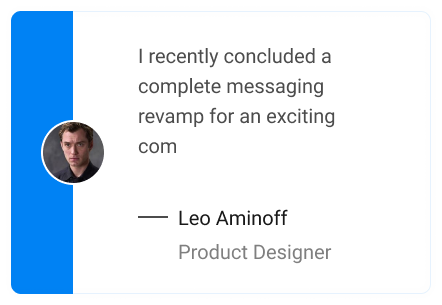 I recently concluded a
complete messaging
revamp for an exciting
com
Leo Aminoff
Product Designer